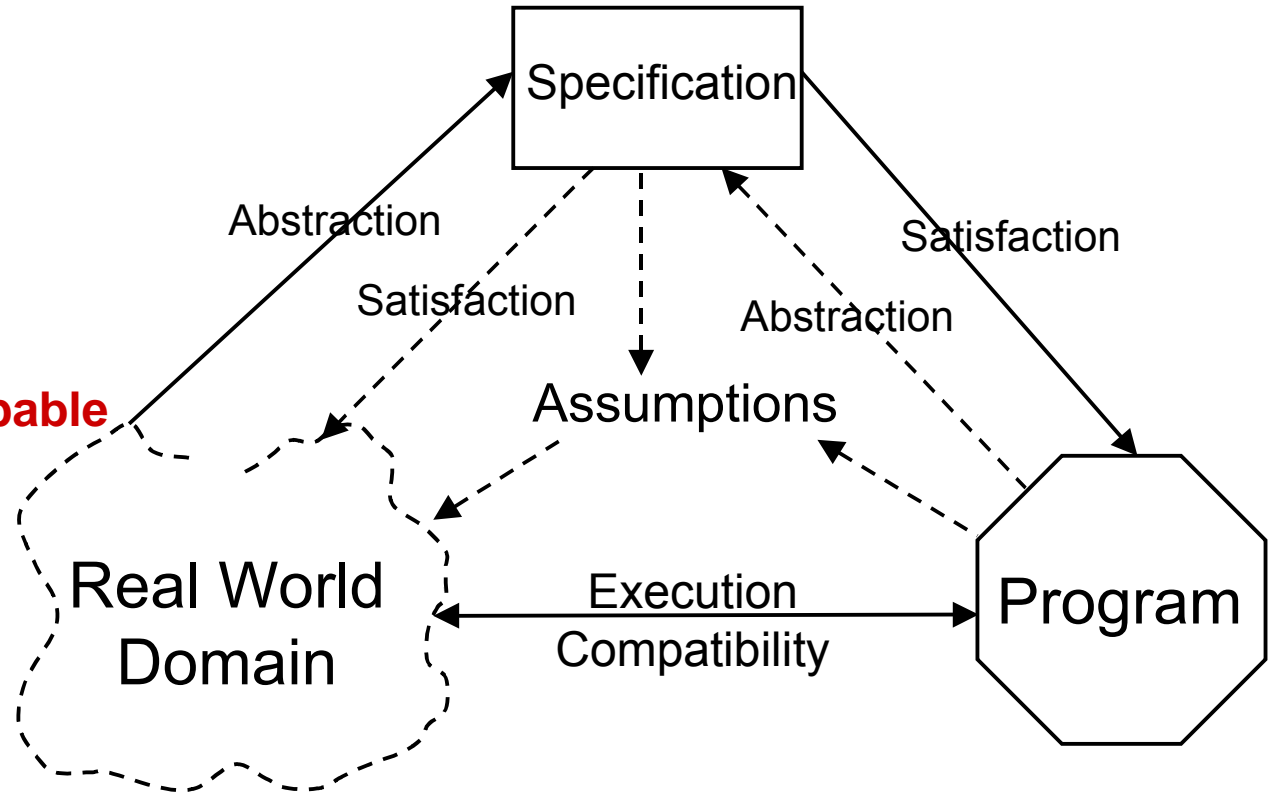 Specification
Abstraction
Satisfaction
Satisfaction
Abstraction
Assumptions
Real World
Domain
Execution
Compatibility
Program